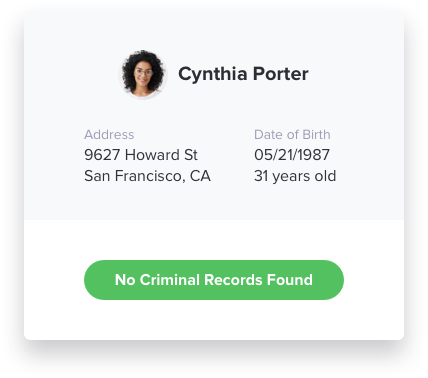 Cynthia Porter
Address
9627 Howard St
San Francisco, CA
Date of Birth
05/21/1987
31 years old
No Criminal Records Found